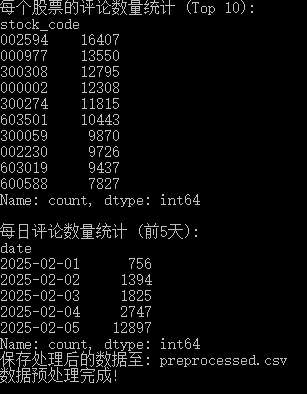 每个股票的评论数量统计 (Top 10):
stock_code
002594    16407
000977    13550
300308    12795
000002    12308
300274    11815
603501    10443
300059     9870
002230     9726
603019     9437
600588     7827
Name: count, dtype: int64
每日评论数量统计 (前5天):
date
2025-02-01      756
2025-02-02     1394
2025-02-03     1825
2025-02-04     2747
2025-02-05    12897
Name: count, dtype: int64
保存处理后的数据至: preprocessed.csv
数据预处理完成!